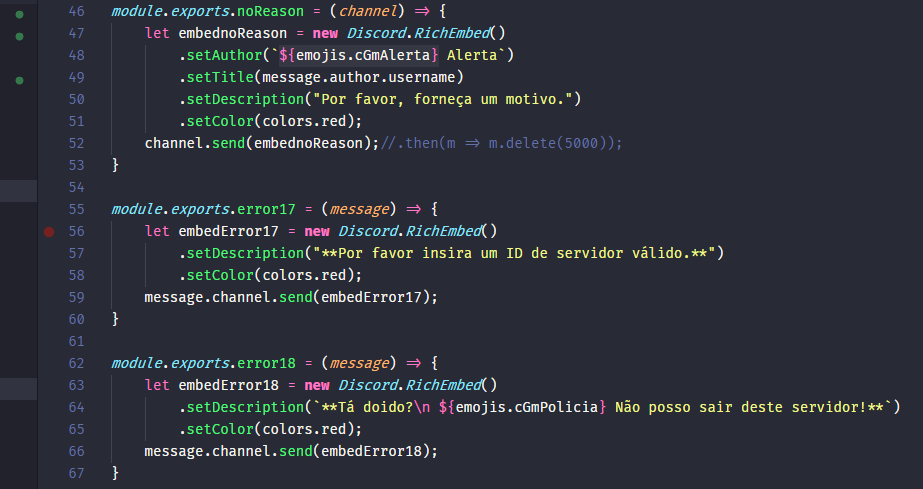 46 module.exports.noReason = (channel) => {
47 let embednoReason = new Discord.RichEmbed()
48 .setAuthor(`${emojis.cGmAlerta} Alerta`)
49 .setTitle(message.author.username)
50 .setDescription("Por favor, forneça um motivo.")
51 .setColor(colors.red);
52 channel.send(embednoReason);//.then(m => m.delete(5000));
53 }
54
55 module.exports.error17 = (message) => {
56 let embedError17 = new Discord.RichEmbed()
57 .setDescription("**Por favor insira um ID de servidor válido.**")
58 .setColor(colors.red);
59 message.channel.send(embedError17);
60 }
61
62 module.exports.error18 = (message) => {
63 let embedError18 = new Discord.RichEmbed()
64 .setDescription(`**Tá doido?\n ${emojis.cGmPolicia} Não posso sair deste servidor!**`)
65 .setColor(colors.red);
66 message.channel.send(embedError18);
67 }